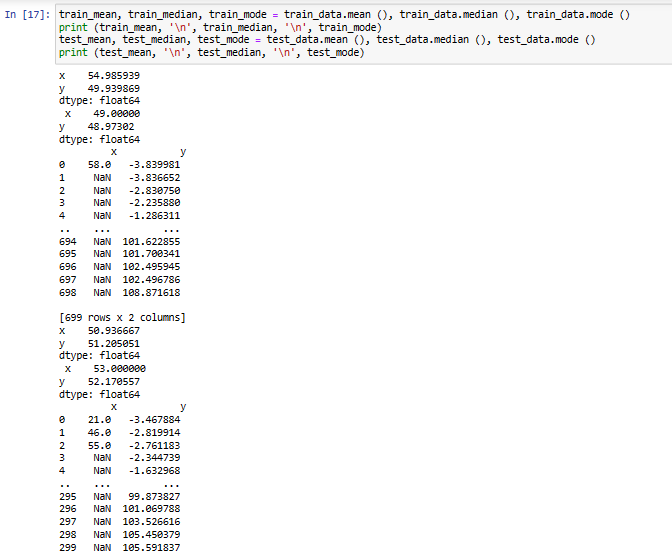 In [17]: train_mean, train_median, train_mode = train_data.mean (), train_data.median (), train_data.mode ()
print (train_mean, '\n', train_median, '\n', train_mode)
test_mean, test_median, test_mode = test_data.mean (), test_data.median (), test_data.mode ()
print (test_mean, '\n', test_median, '\n', test_mode)
x    54.985939
y    49.939869
dtype: float64
 x    49.00000
y    48.97302
dtype: float64
        x           y
0    58.0   -3.839981
1     NaN   -3.836652
2     NaN   -2.830750
3     NaN   -2.235880
4     NaN   -1.286311
..    ...         ...
694   NaN  101.622855
695   NaN  101.700341
696   NaN  102.495945
697   NaN  102.496786
698   NaN  108.871618
[699 rows x 2 columns]
x    50.936667
y    51.205051
dtype: float64
 x    53.000000
y    52.170557
dtype: float64
        x           y
0    21.0   -3.467884
1    46.0   -2.819914
2    55.0   -2.761183
3     NaN   -2.344739
4     NaN   -1.632968
..    ...         ...
295   NaN   99.873827
296   NaN  101.069788
297   NaN  103.526616
298   NaN  105.450379
299   NaN  105.591837